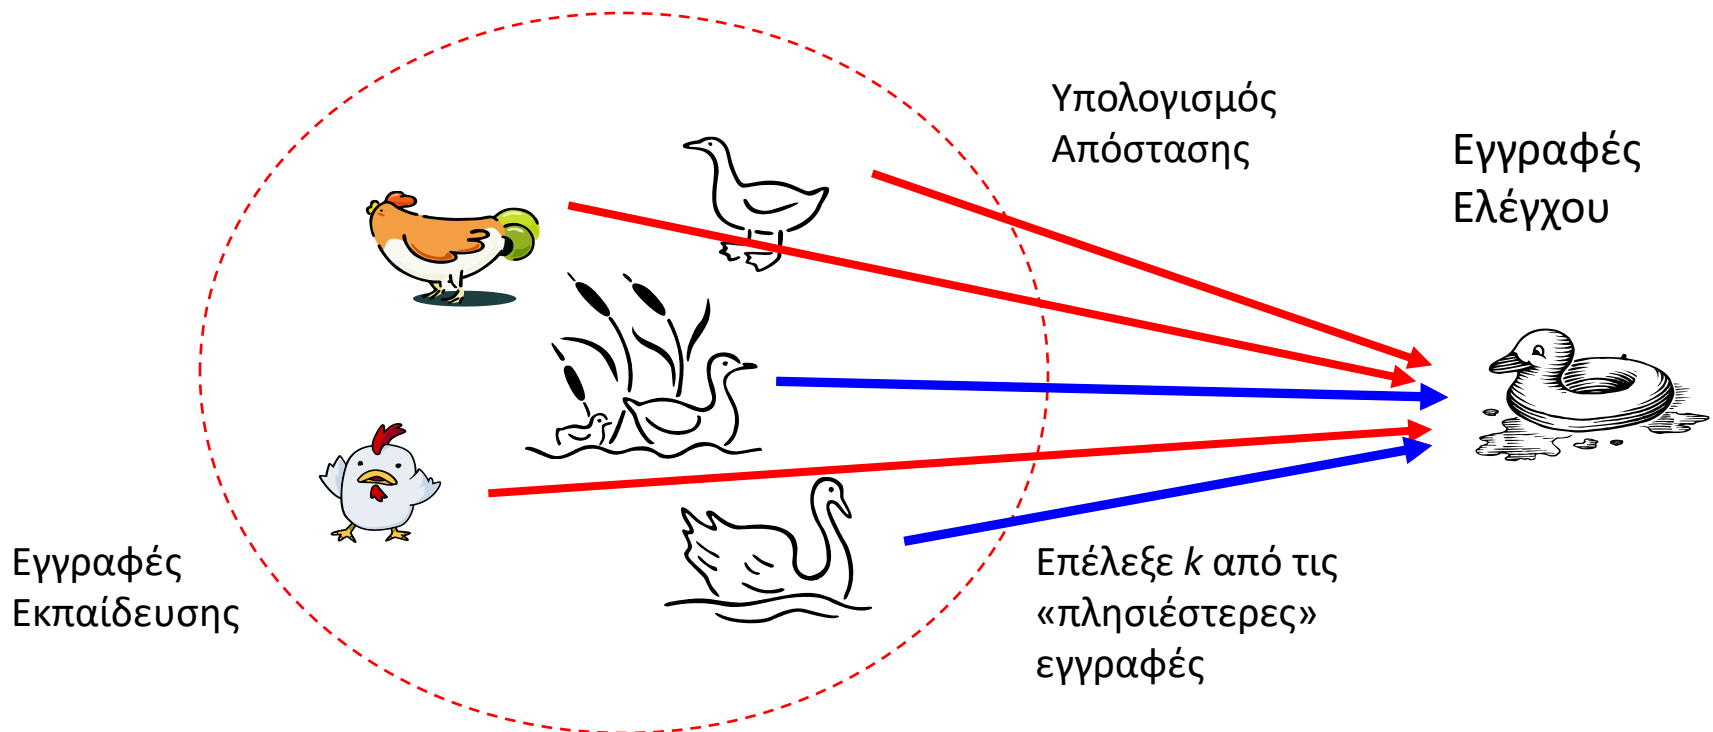 Υπολογισμός
Απόστασης
Εγγραφές
Ελέγχου
Εγγραφές
Εκπαίδευσης
Επέλεξε k από τις
«πλησιέστερες»
εγγραφές